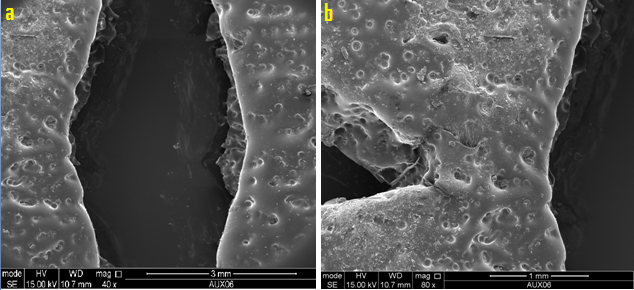 a
b
mode HV WD mag □ 3 mm
SE 15.00 kV 10.7 mm 40 x AUX06
mode HV WD mag □ 1 mm
SE 15.00 kV 10.7 mm 80 x AUX06